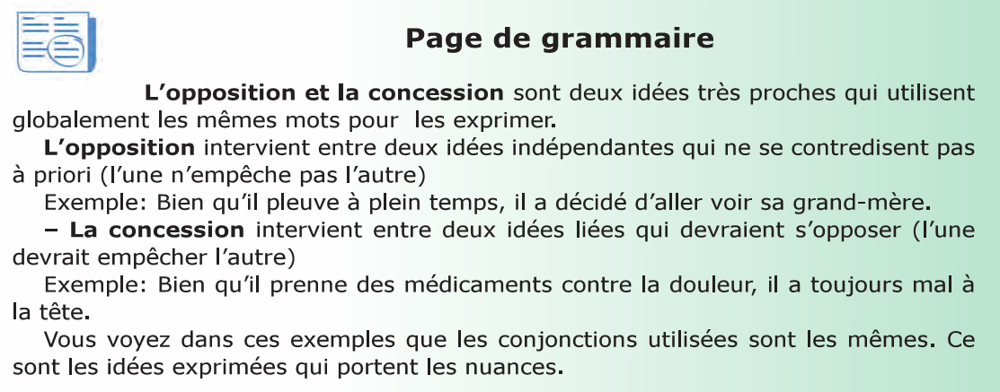 Page de grammaire
L’opposition et la concession sont deux idées très proches qui utilisent
globalement les mêmes mots pour les exprimer.
L’opposition intervient entre deux idées indépendantes qui ne se contredisent pas
à priori (l’une n’empêche pas l’autre)
Exemple: Bien qu’il pleuve à plein temps, il a décidé d’aller voir sa grand-mère.
– La concession intervient entre deux idées liées qui devraient s’opposer (l’une
devrait empêcher l’autre)
Exemple: Bien qu’il prenne des médicaments contre la douleur, il a toujours mal à
la tête.
Vous voyez dans ces exemples que les conjonctions utilisées sont les mêmes. Ce
sont les idées exprimées qui portent les nuances.